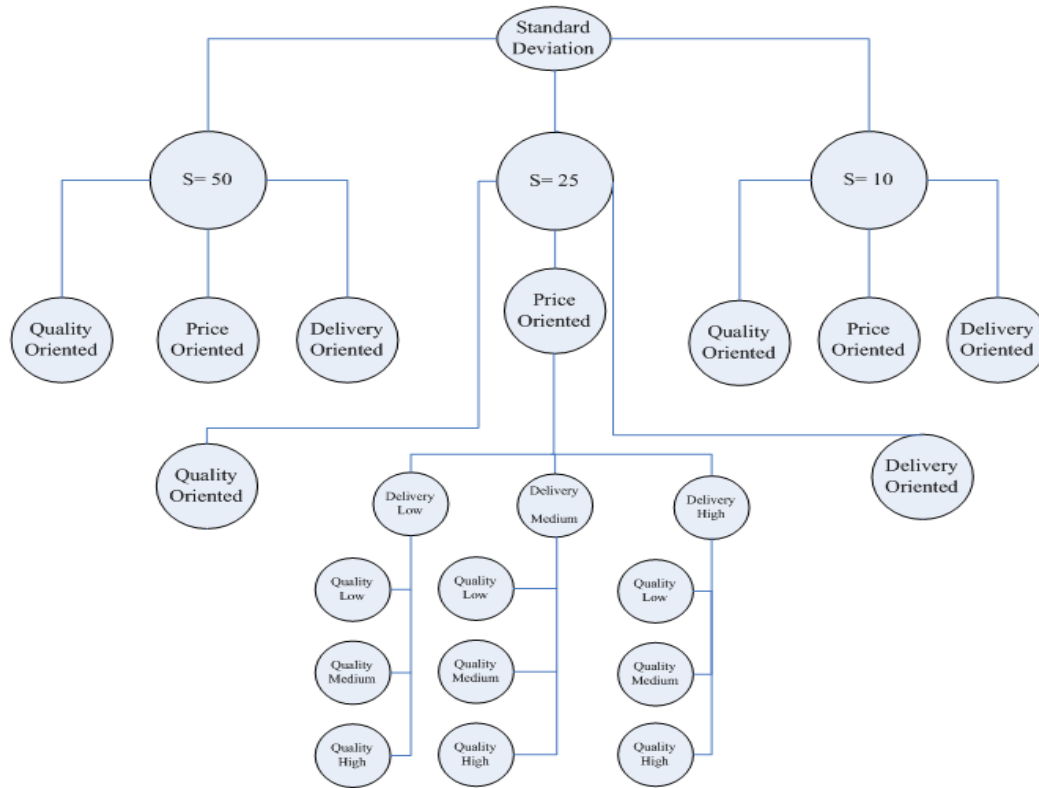 Standard
Deviation
S= 50
S= 25
S= 10
Quality
Oriented
Price
Oriented
Delivery
Oriented
Price
Oriented
Quality
Oriented
Price
Oriented
Delivery
Oriented
Quality
Oriented
Delivery
Oriented
Delivery
Low
Delivery
Medium
Delivery
High
Quality
Low
Quality
Low
Quality
Low
Quality
Medium
Quality
Medium
Quality
Medium
Quality
High
Quality
High
Quality
High